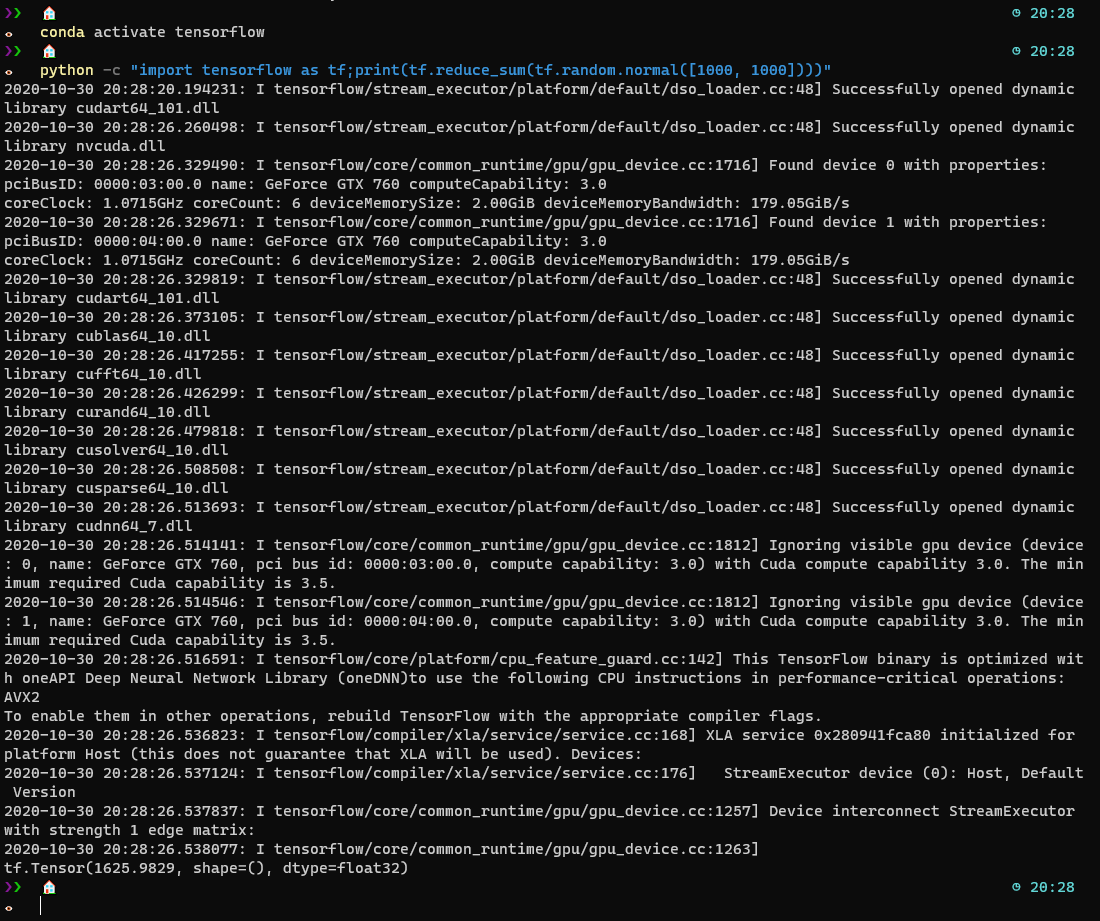 ❯❯ 🏠 20:28
conda activate tensorflow
❯❯ 🏠 20:28
python -c "import tensorflow as tf;print(tf.reduce_sum(tf.random.normal([1000, 1000])))"
2020-10-30 20:28:20.194231: I tensorflow/stream_executor/platform/default/dso_loader.cc:48] Successfully opened dynamic
library cudart64_101.dll
2020-10-30 20:28:26.260498: I tensorflow/stream_executor/platform/default/dso_loader.cc:48] Successfully opened dynamic
library nvcuda.dll
2020-10-30 20:28:26.329490: I tensorflow/core/common_runtime/gpu/gpu_device.cc:1716] Found device 0 with properties:
pciBusID: 0000:03:00.0 name: GeForce GTX 760 computeCapability: 3.0
coreClock: 1.0715GHz coreCount: 6 deviceMemorySize: 2.00GiB deviceMemoryBandwidth: 179.05GiB/s
2020-10-30 20:28:26.329671: I tensorflow/core/common_runtime/gpu/gpu_device.cc:1716] Found device 1 with properties:
pciBusID: 0000:04:00.0 name: GeForce GTX 760 computeCapability: 3.0
coreClock: 1.0715GHz coreCount: 6 deviceMemorySize: 2.00GiB deviceMemoryBandwidth: 179.05GiB/s
2020-10-30 20:28:26.329819: I tensorflow/stream_executor/platform/default/dso_loader.cc:48] Successfully opened dynamic
library cudart64_101.dll
2020-10-30 20:28:26.373105: I tensorflow/stream_executor/platform/default/dso_loader.cc:48] Successfully opened dynamic
library cublas64_10.dll
2020-10-30 20:28:26.417255: I tensorflow/stream_executor/platform/default/dso_loader.cc:48] Successfully opened dynamic
library cufft64_10.dll
2020-10-30 20:28:26.426299: I tensorflow/stream_executor/platform/default/dso_loader.cc:48] Successfully opened dynamic
library curand64_10.dll
2020-10-30 20:28:26.479818: I tensorflow/stream_executor/platform/default/dso_loader.cc:48] Successfully opened dynamic
library cusolver64_10.dll
2020-10-30 20:28:26.508508: I tensorflow/stream_executor/platform/default/dso_loader.cc:48] Successfully opened dynamic
library cusparse64_10.dll
2020-10-30 20:28:26.513693: I tensorflow/stream_executor/platform/default/dso_loader.cc:48] Successfully opened dynamic
library cudnn64_7.dll
2020-10-30 20:28:26.514141: I tensorflow/core/common_runtime/gpu/gpu_device.cc:1812] Ignoring visible gpu device (device
: 0, name: GeForce GTX 760, pci bus id: 0000:03:00.0, compute capability: 3.0) with Cuda compute capability 3.0. The min
imum required Cuda capability is 3.5.
2020-10-30 20:28:26.514546: I tensorflow/core/common_runtime/gpu/gpu_device.cc:1812] Ignoring visible gpu device (device
: 1, name: GeForce GTX 760, pci bus id: 0000:04:00.0, compute capability: 3.0) with Cuda compute capability 3.0. The min
imum required Cuda capability is 3.5.
2020-10-30 20:28:26.516591: I tensorflow/core/platform/cpu_feature_guard.cc:142] This TensorFlow binary is optimized wit
h oneAPI Deep Neural Network Library (oneDNN)to use the following CPU instructions in performance-critical operations:
AVX2
To enable them in other operations, rebuild TensorFlow with the appropriate compiler flags.
2020-10-30 20:28:26.536823: I tensorflow/compiler/xla/service/service.cc:168] XLA service 0x280941fca80 initialized for
platform Host (this does not guarantee that XLA will be used). Devices:
2020-10-30 20:28:26.537124: I tensorflow/compiler/xla/service/service.cc:176]   StreamExecutor device (0): Host, Default
 Version
2020-10-30 20:28:26.537837: I tensorflow/core/common_runtime/gpu/gpu_device.cc:1257] Device interconnect StreamExecutor
with strength 1 edge matrix:
2020-10-30 20:28:26.538077: I tensorflow/core/common_runtime/gpu/gpu_device.cc:1263]
tf.Tensor(1625.9829, shape=(), dtype=float32)
❯❯ 🏠 20:28